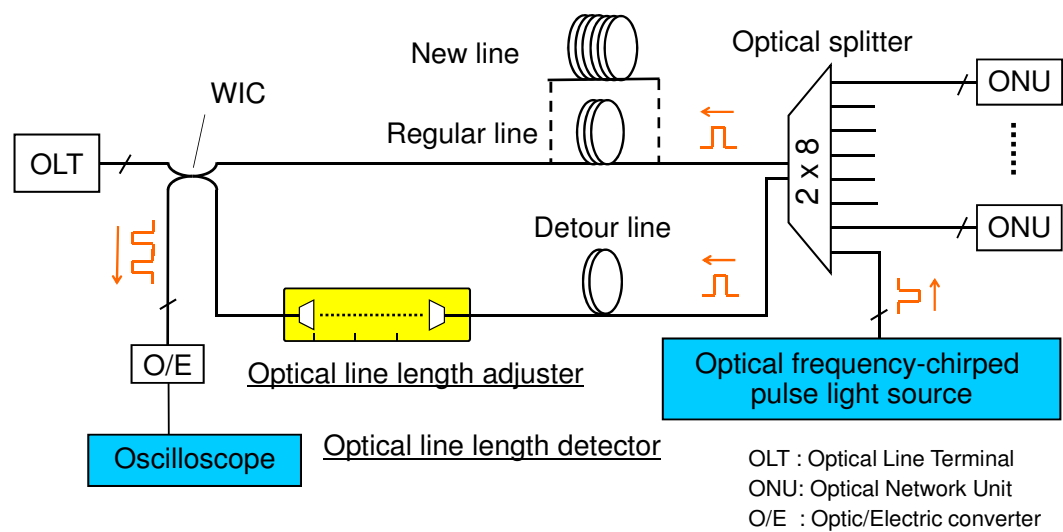 New line
Optical splitter
WIC
ONU
Regular line
OLT
2 x 8
ONU
Detour line
O/E
Optical line length adjuster
Optical frequency-chirped
pulse light source
Optical line length detector
Oscilloscope
OLT : Optical Line Terminal
ONU: Optical Network Unit
O/E : Optic/Electric converter